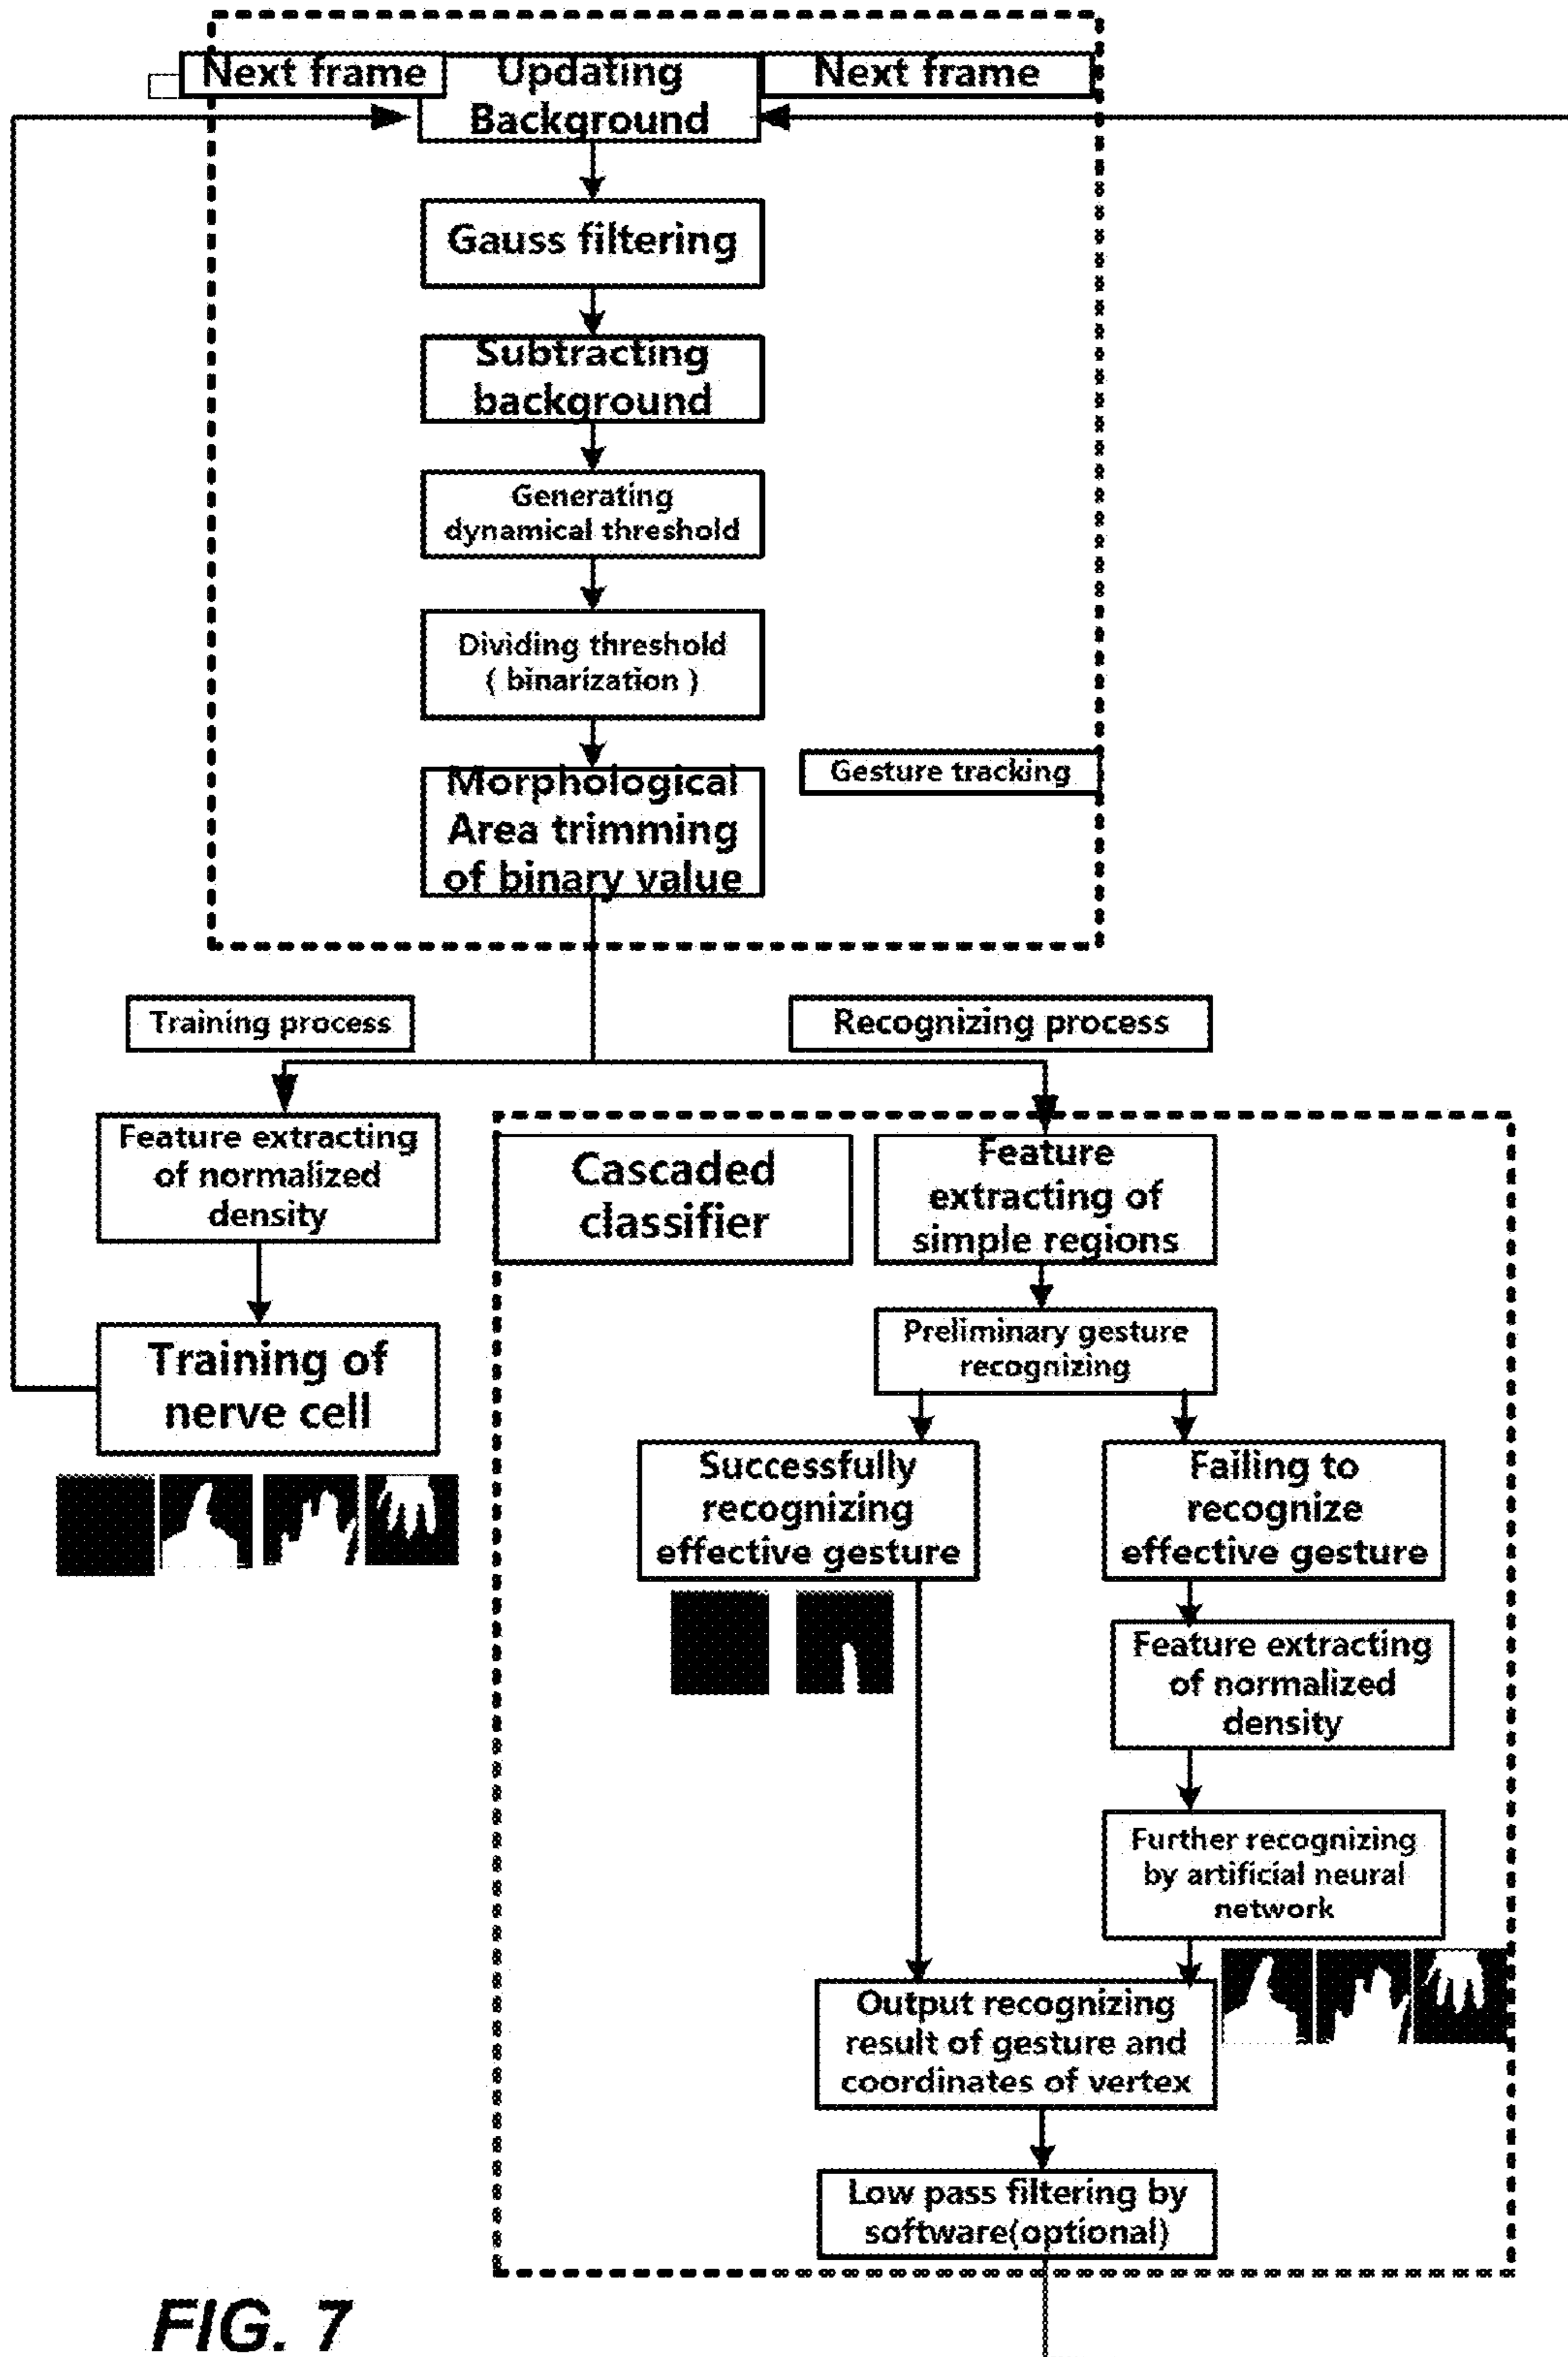 Next frame
Updating
Background
Next frame
Gauss filtering
Subtracting
background
Generating
dynamical threshold
Dividing threshold
( binarization )
Gesture tracking
Morphological
Area trimming
of binary value
Training process
Recognizing process
Feature extracting
of normalized
density
Cascaded
classifier
Feature
extracting of
simple regions
Training of
nerve cell
Preliminary gesture
recognizing
Successfully
recognizing
effective gesture
Failing to
recognize
effective gesture
Feature extracting
of normalized
density
Further recognizing
by artificial neural
network
Output recognizing
result of gesture and
coordinates of vertex
Low pass filtering by
software(optional)
FIG. 7